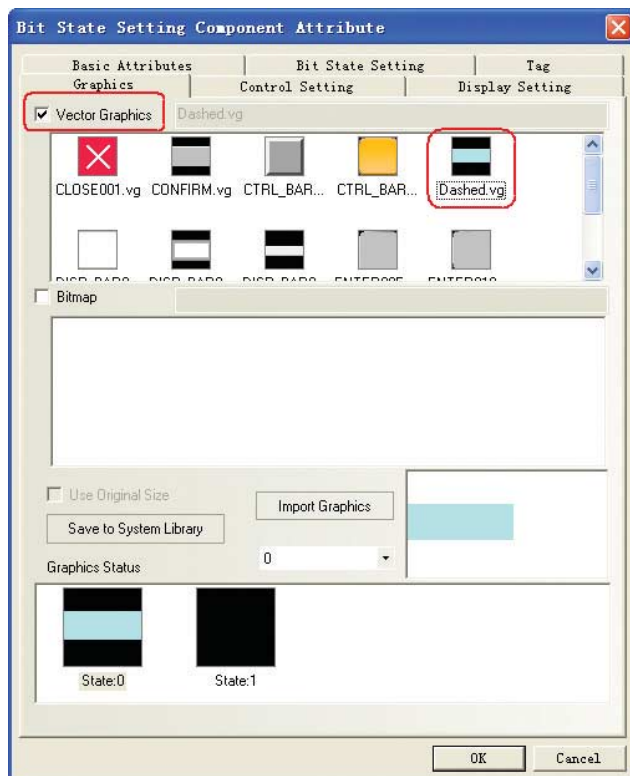 Bit State Setting Component Attribute
Basic Attributes Bit State Setting Tag
Graphics Control Setting Display Setting
Vector Graphics Dashed.vg
CLOSE001.vg CONFIRM.vg CTRL_BAR... CTRL_BAR... Dashed.vg
Bitmap
Use Original Size
Import Graphics
Save to System Library
0
Graphics Status
State:0 State:1
OK Cancel